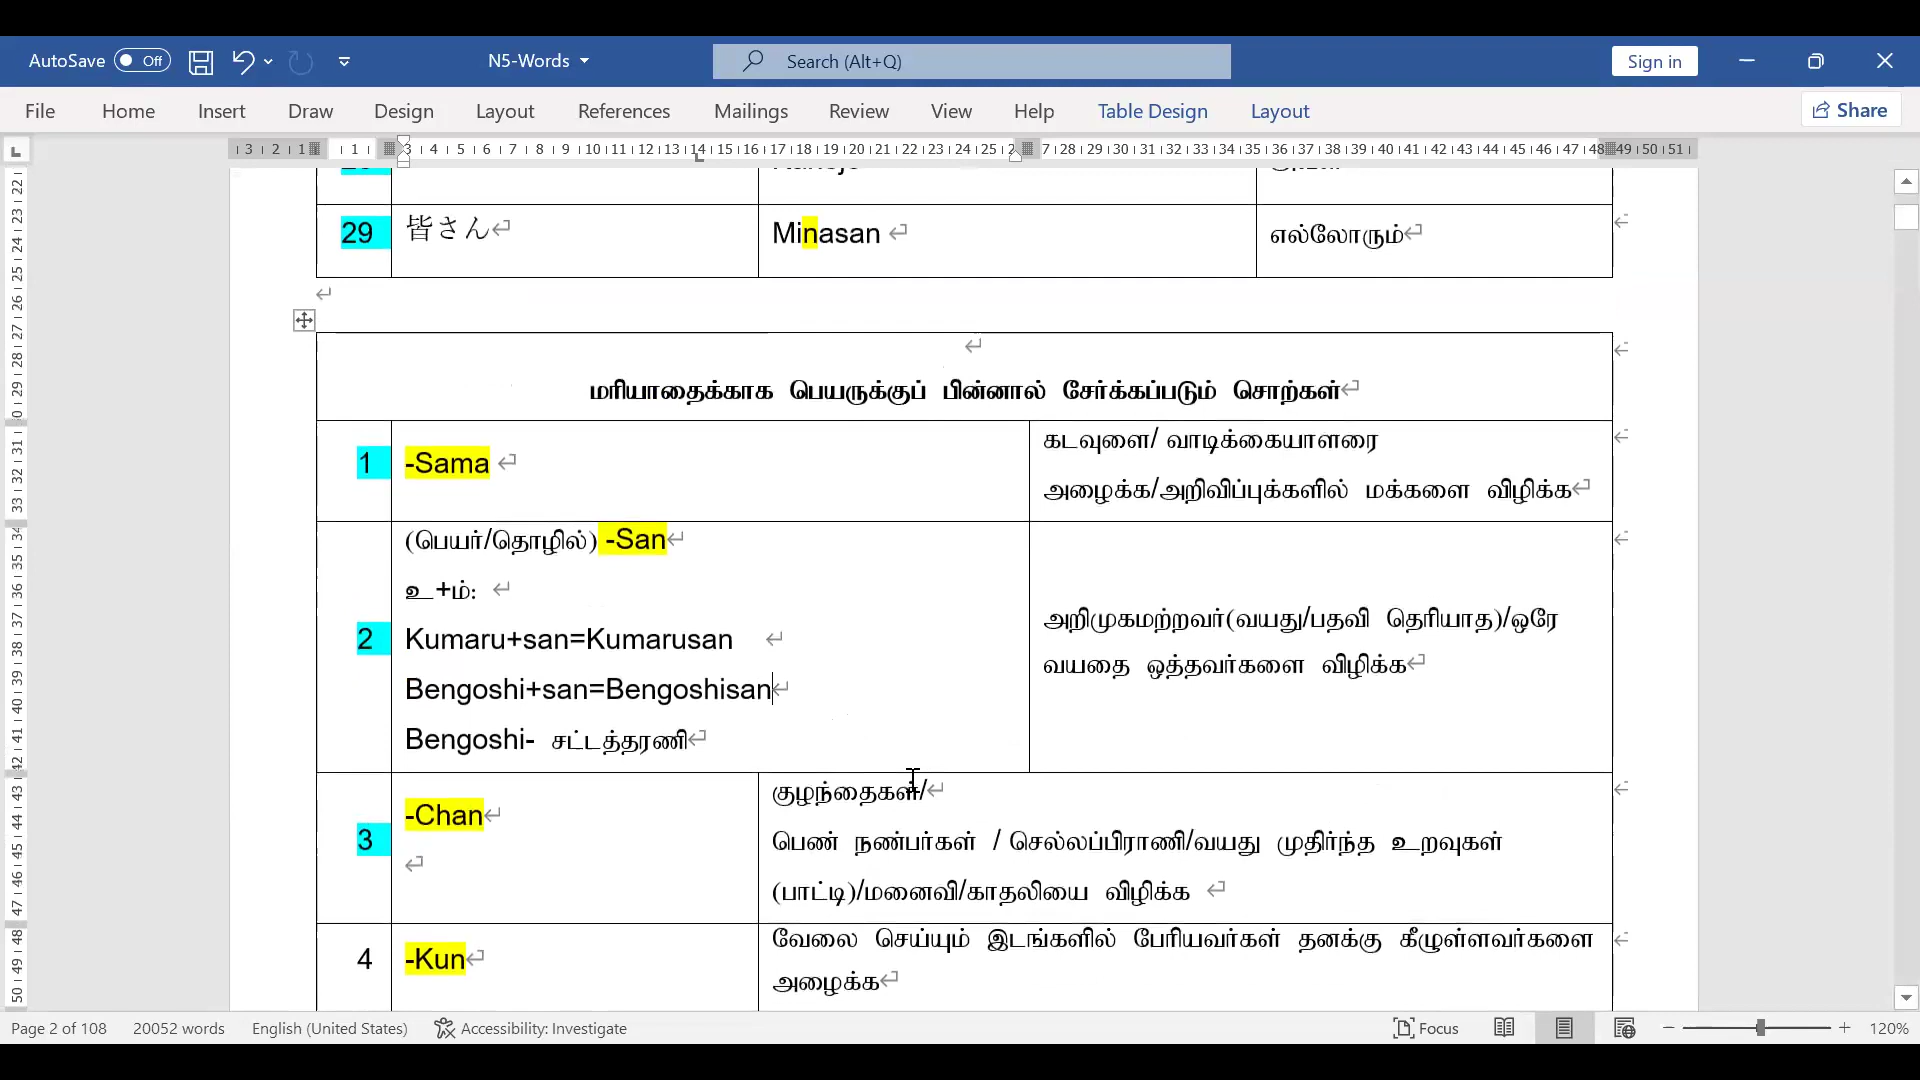 AutoSave Off N5-Words Search (Alt+Q) Sign in
File Home Insert Draw Design Layout References Mailings Review View Help Table Design Layout Share
29 皆さん Minasan எல்லோரும்
மரியாதைக்காக பெயருக்குப் பின்னால் சேர்க்கப்படும் சொற்கள்
1 -Sama கடவுளை/ வாடிக்கையாளரை
அழைக்க/அறிவிப்புக்களில் மக்களை விழிக்க
(பெயர்/தொழில்) -San
உ+ம்:
2 Kumaru+san=Kumarusan
Bengoshi+san=Bengoshisan
Bengoshi- சட்டத்தரணி
அறிமுகமற்றவர்(வயது/பதவி தெரியாத)/ஒரே
வயதை ஒத்தவர்களை விழிக்க
3 -Chan
குழந்தைகள்/
பெண் நண்பர்கள் / செல்லப்பிராணி/வயது முதிர்ந்த உறவுகள்
(பாட்டி)/மனைவி/காதலியை விழிக்க
4 -Kun
வேலை செய்யும் இடங்களில் பேரியவர்கள் தனக்கு கீழுள்ளவர்களை
அழைக்க
Page 2 of 108 20052 words English (United States) Accessibility: Investigate Focus 120%